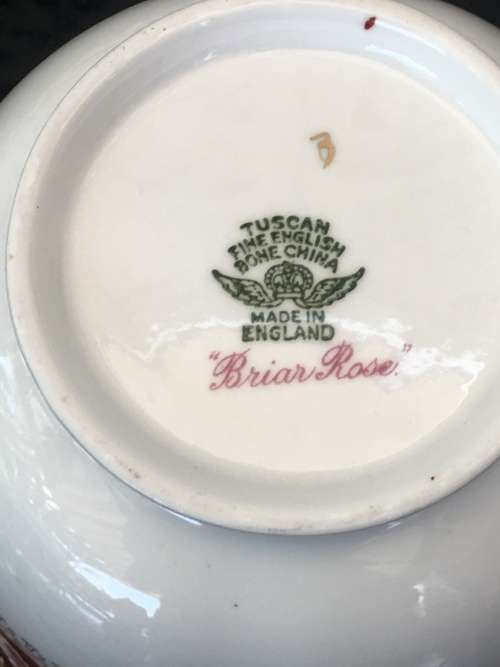 TUSCAN
FINE ENGLISH
BONE CHINA
MADE IN
ENGLAND
"Briar Rose."